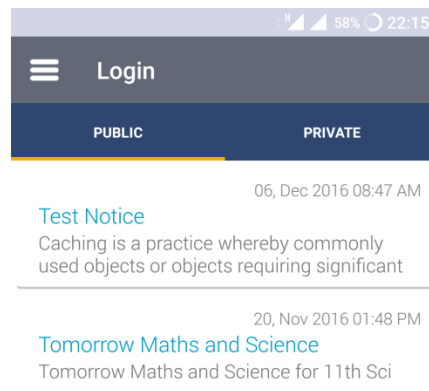 H 58% 22:15
Login
PUBLIC PRIVATE
06, Dec 2016 08:47 AM
Test Notice
Caching is a practice whereby commonly
used objects or objects requiring significant
20, Nov 2016 01:48 PM
Tomorrow Maths and Science
Tomorrow Maths and Science for 11th Sci